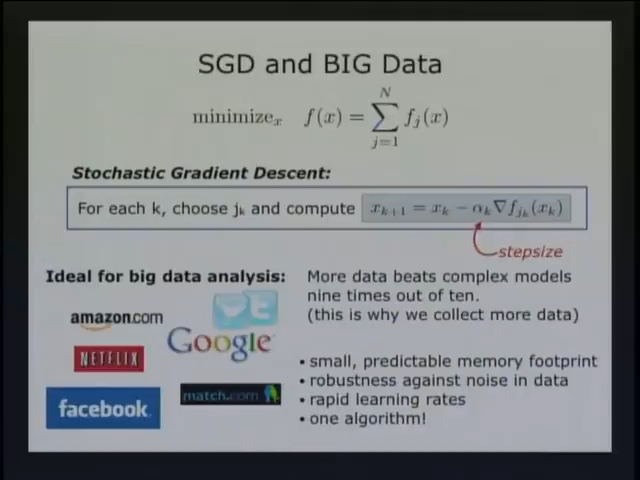 SGD and BIG Data
minimizeₓ f(x) = ∑_{j=1}^{N} f_j(x)
Stochastic Gradient Descent:
For each k, choose jₖ and compute x_{k+1} = x_k − α_k∇f_{j_k}(x_k)
stepsize
Ideal for big data analysis:
amazon.com
Google
NETFLIX
match.com
facebook.
More data beats complex models
nine times out of ten.
(this is why we collect more data)
• small, predictable memory footprint
• robustness against noise in data
• rapid learning rates
• one algorithm!